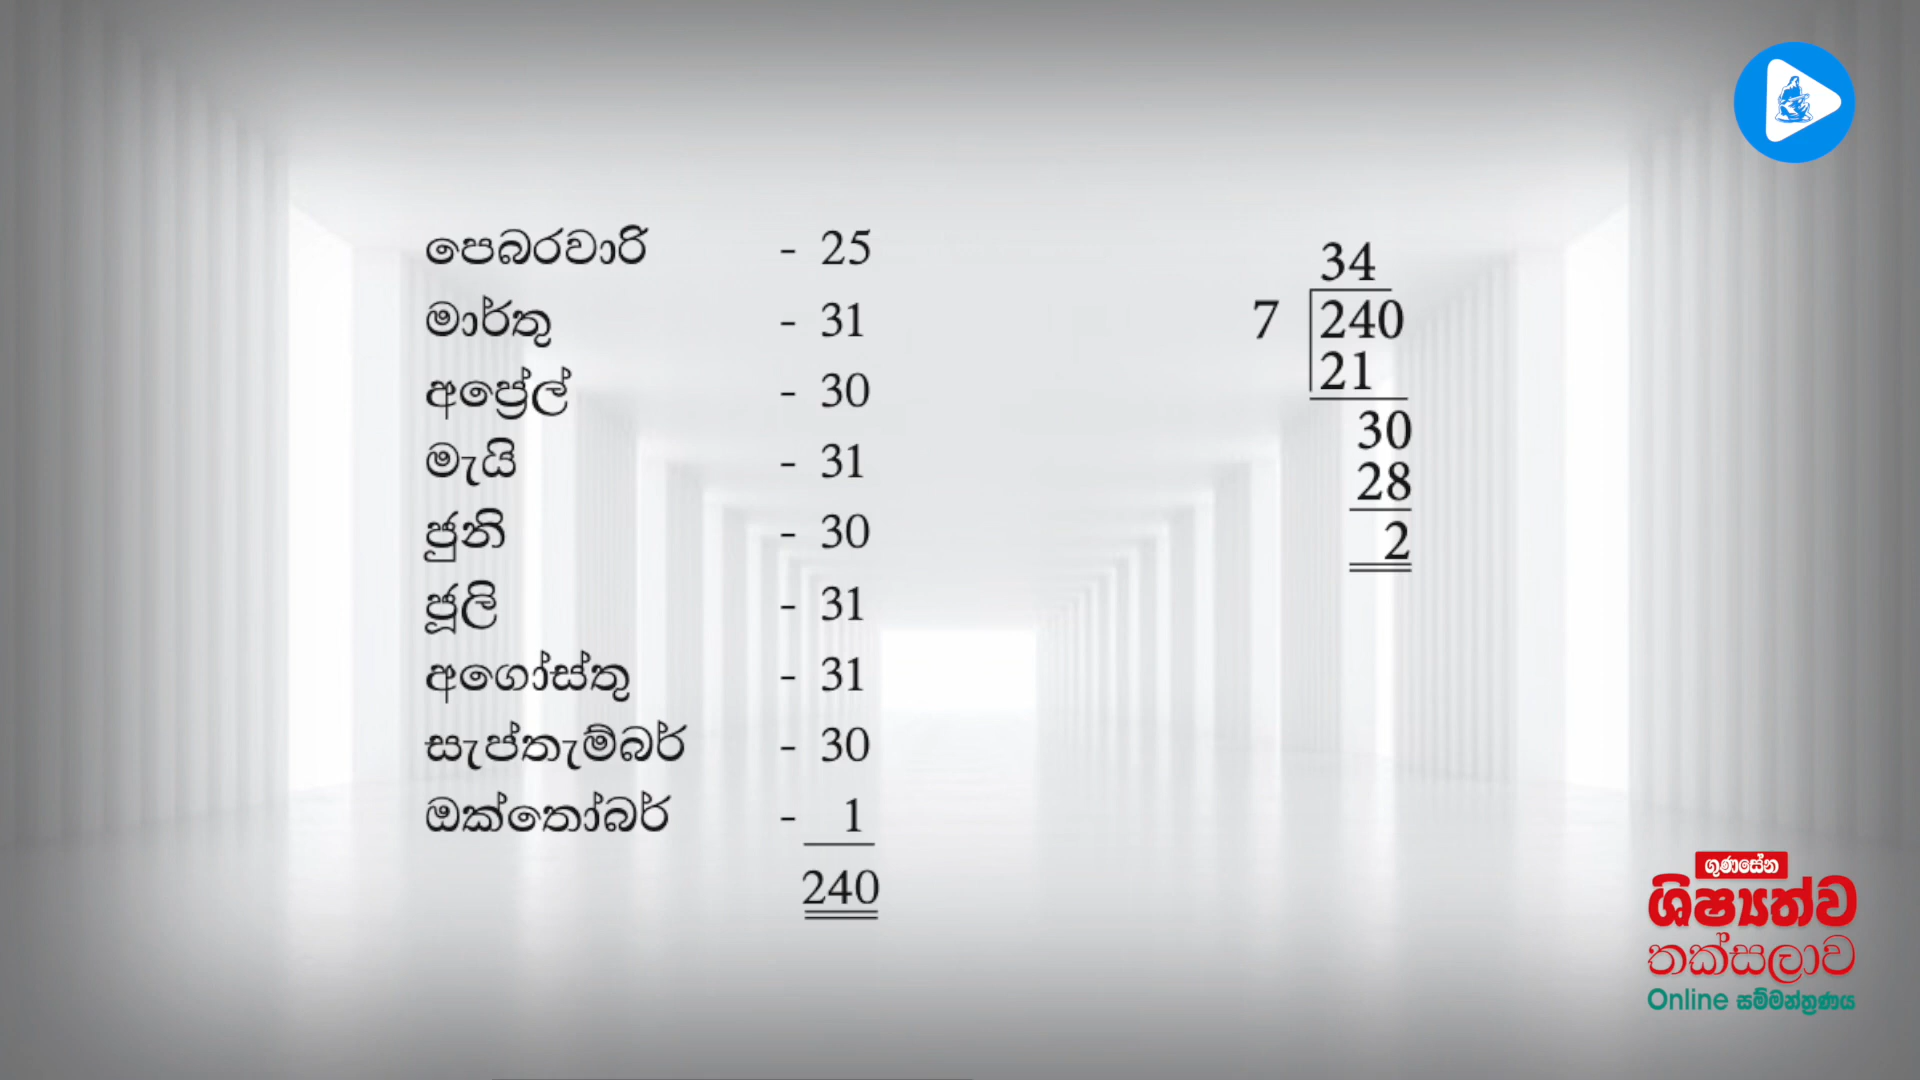 පෙබරවාරි - 25
මාර්තු - 31
අප්‍රේල් - 30
මැයි - 31
ජුනි - 30
ජූලි - 31
අගෝස්තු - 31
සැප්තැම්බර් - 30
ඔක්තෝබර් - 1
240
34
7 240
21
30
28
2
ගුණසේන
ශිෂ්‍යත්ව
තක්සලාව
Online සම්මන්ත්‍රණය